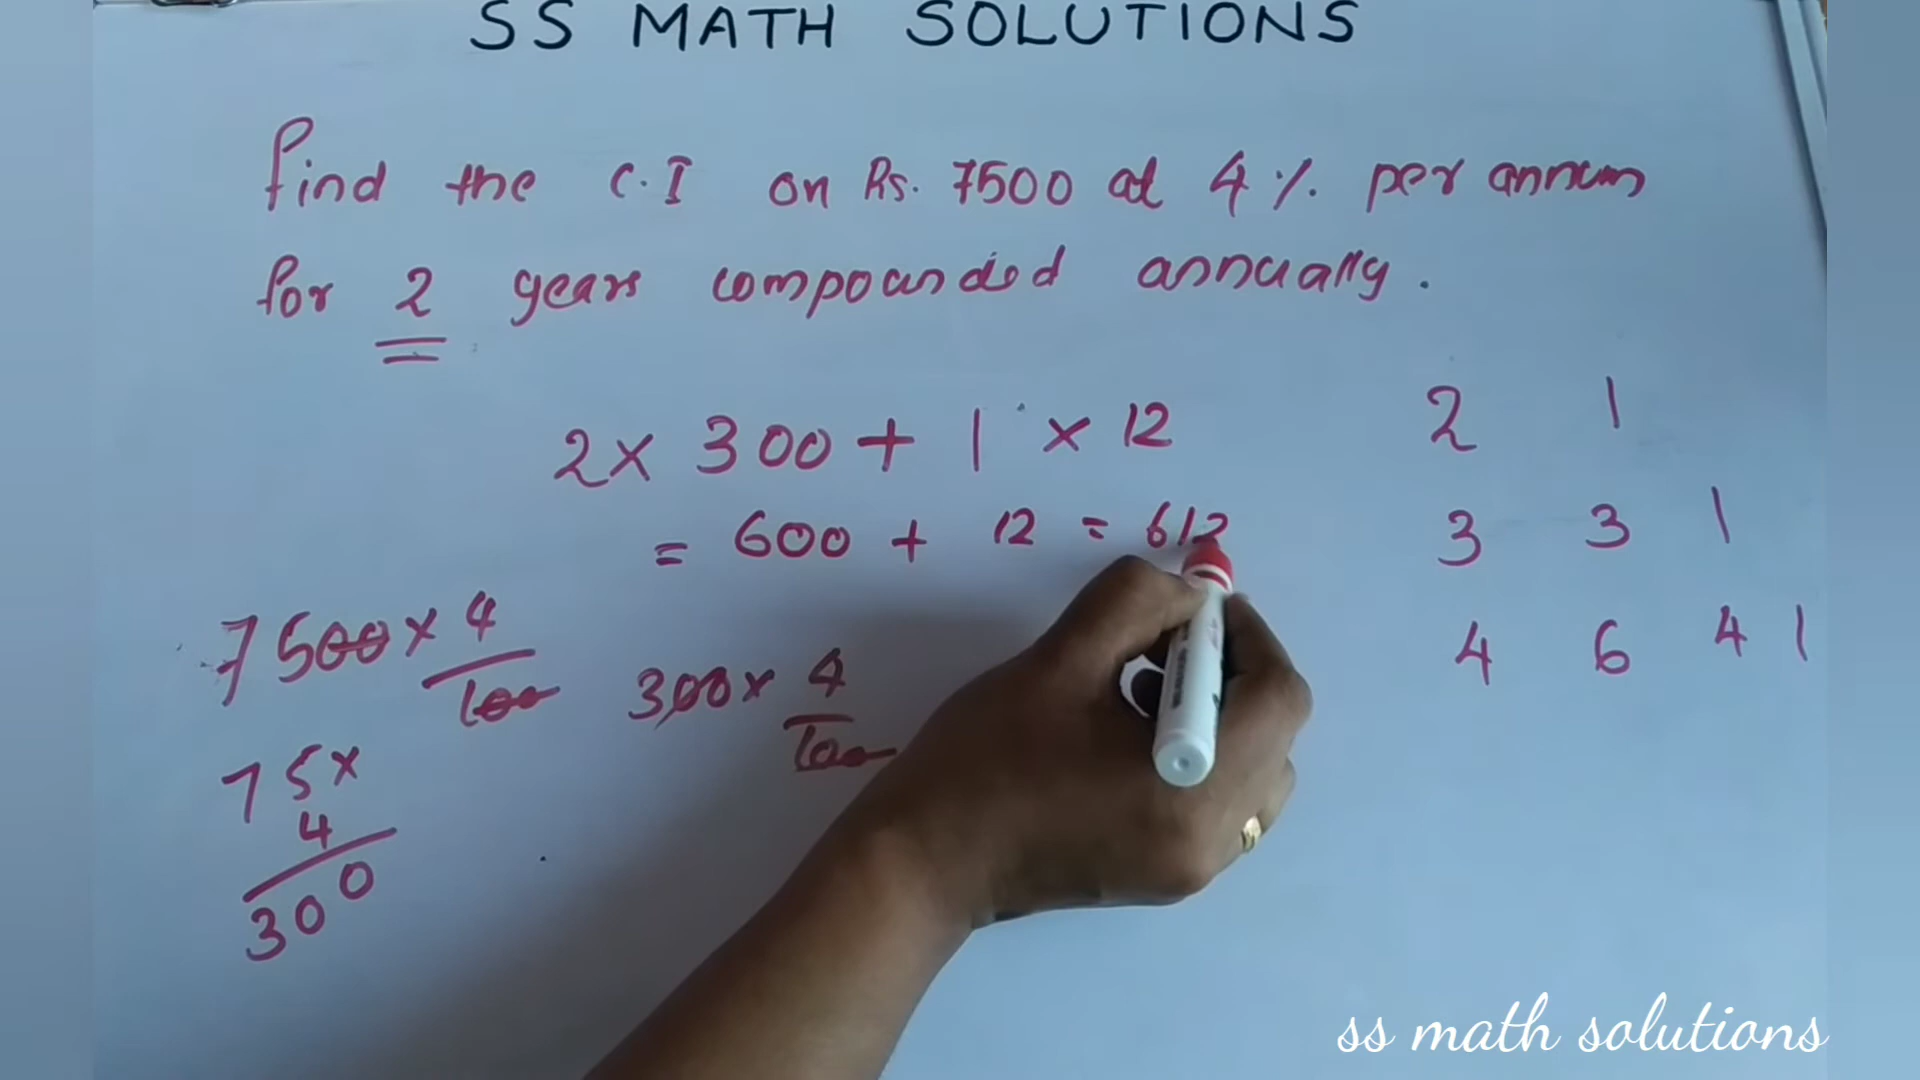 SS MATH SOLUTIONS
Find the C.I on Rs. 7500 at 4 %. per annum
for 2 years compounded annually.
2 x 300 + 1 x 12
= 600 + 12 = 612
2 1
3 3 1
4 6 4 1
7500 x 4
100
75 x
4
300
300 x 4
100
ss math solutions